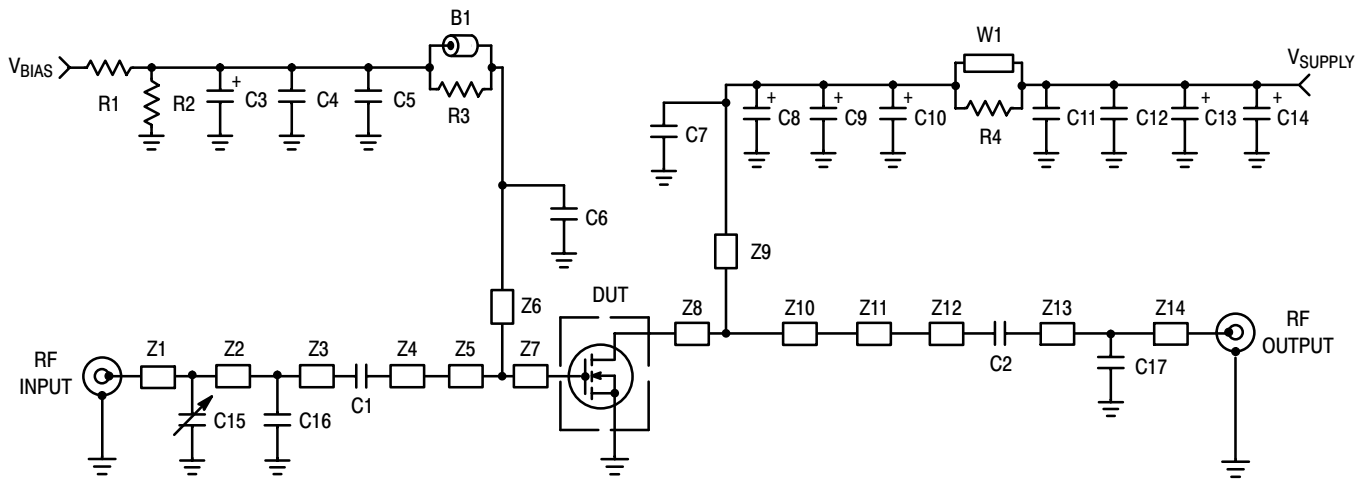 B1
V_BIAS
R1
R2
+
C3
C4
C5
R3
C6
W1
V_SUPPLY
C7
+
C8
+
C9
+
C10
R4
C11
C12
+
C13
+
C14
Z6
Z9
DUT
RF
INPUT
Z1
Z2
Z3
Z4
Z5
Z7
C1
C15
C16
Z8
Z10
Z11
Z12
Z13
Z14
C2
C17
RF
OUTPUT